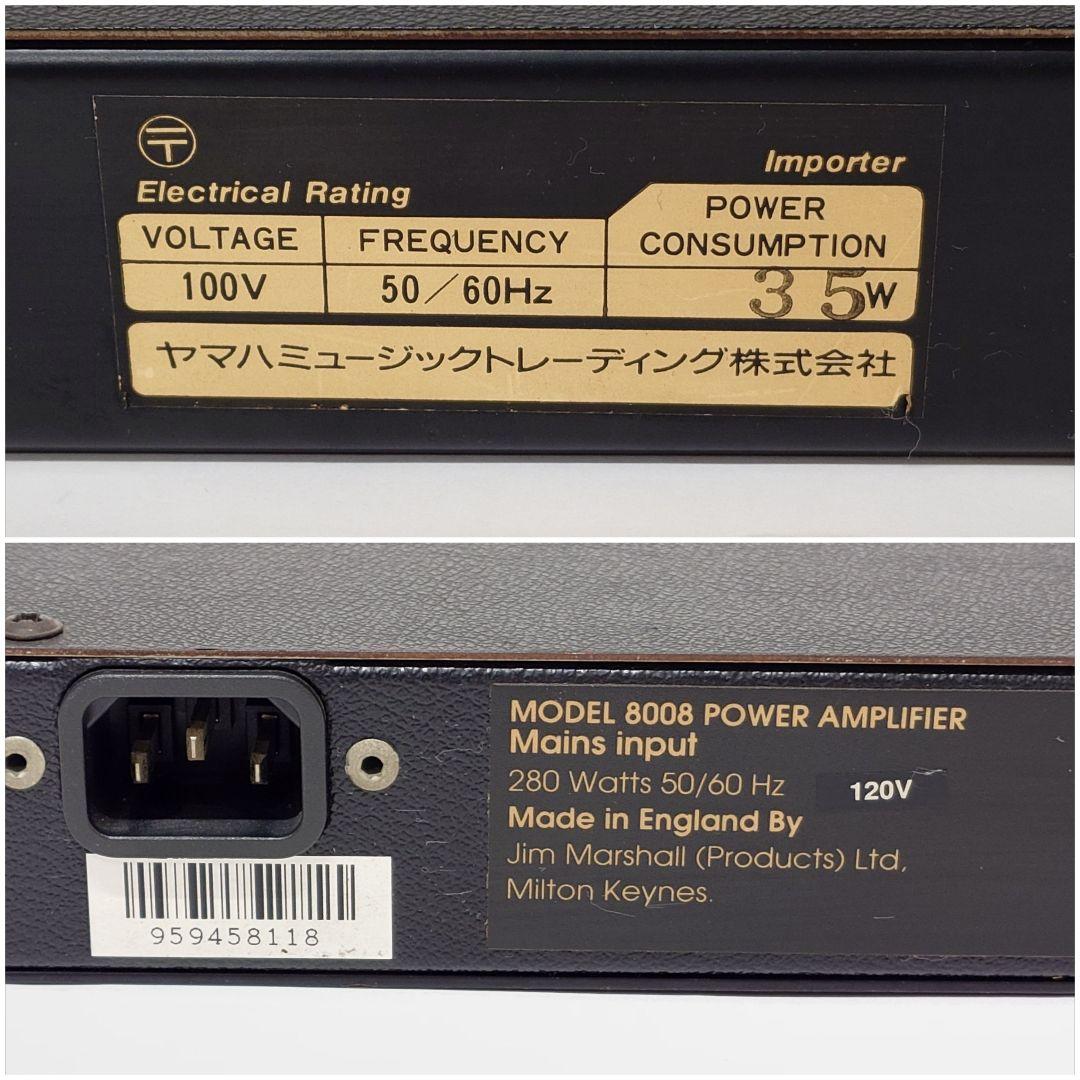 〒
Importer
Electrical Rating
VOLTAGE FREQUENCY POWER CONSUMPTION
100V 50/60Hz 35W
ヤマハミュージックトレーディング株式会社
MODEL 8008 POWER AMPLIFIER
Mains input
280 Watts 50/60 Hz 120V
Made in England By
Jim Marshall (Products) Ltd,
Milton Keynes.
959458118